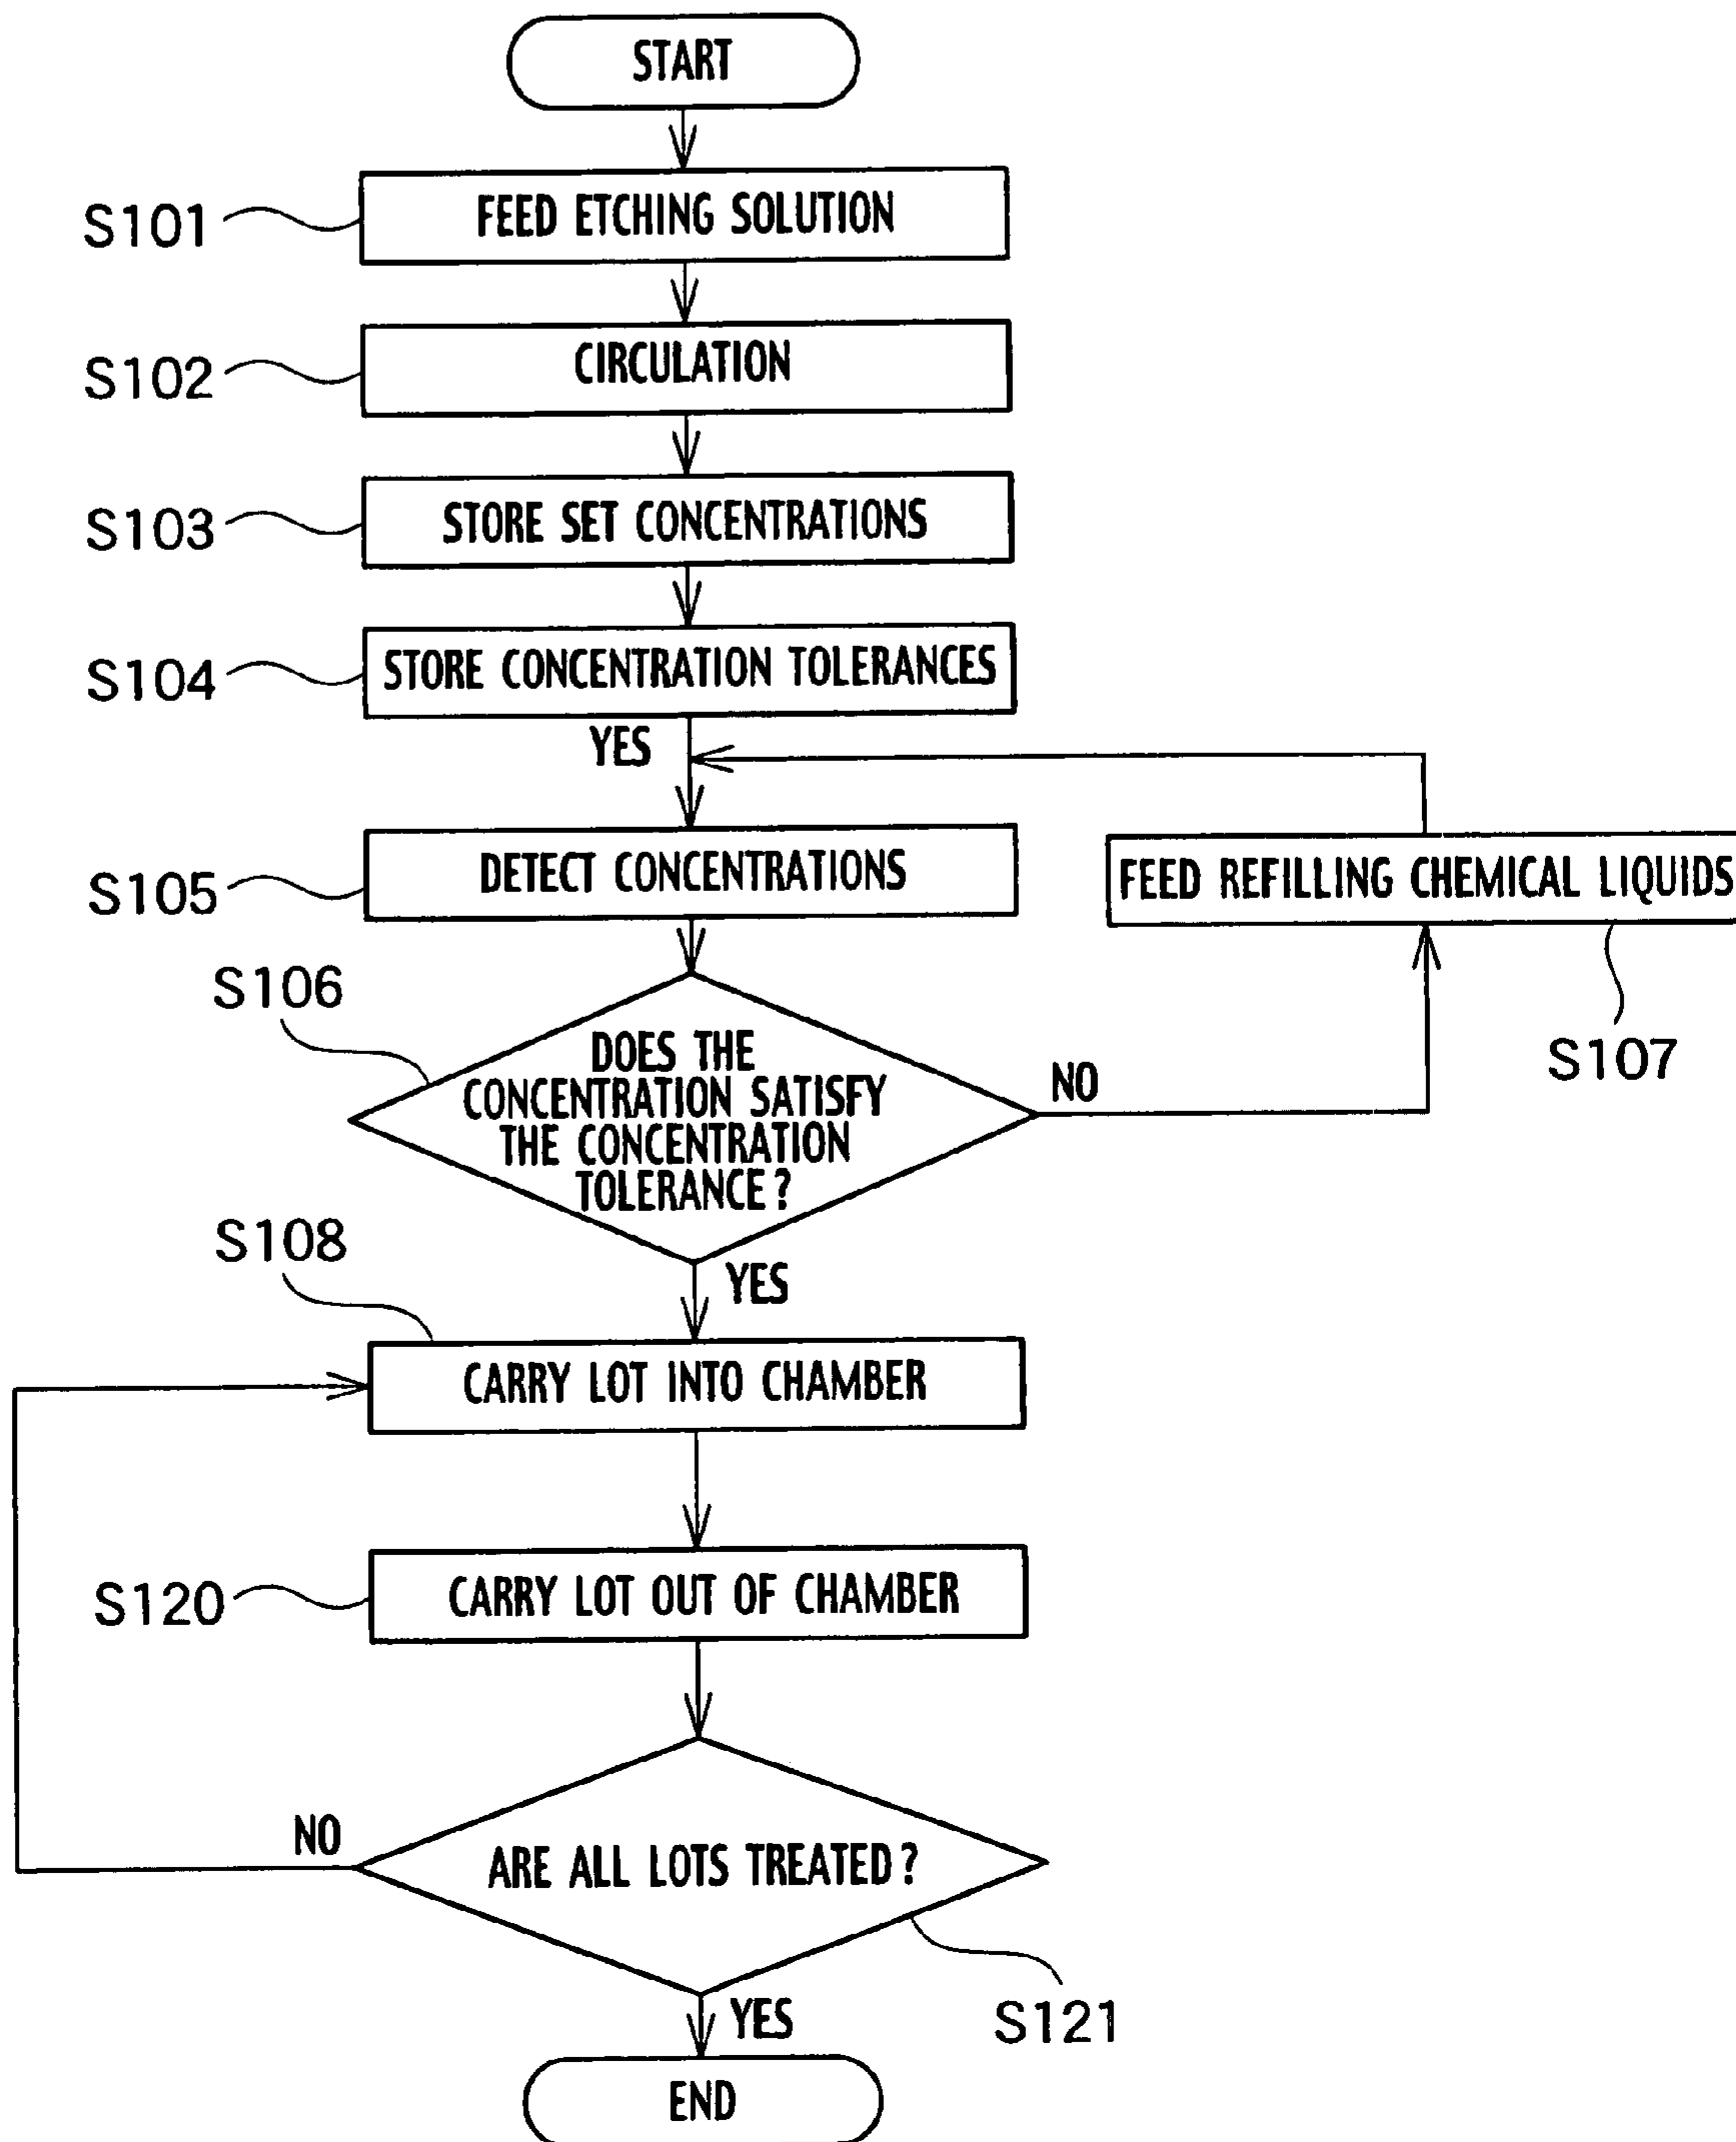 START
S101
FEED ETCHING SOLUTION
S102
CIRCULATION
S103
STORE SET CONCENTRATIONS
S104
STORE CONCENTRATION TOLERANCES
YES
S105
DETECT CONCENTRATIONS
FEED REFILLING CHEMICAL LIQUIDS
S107
S106
DOES THE
CONCENTRATION SATISFY
THE CONCENTRATION
TOLERANCE?
NO
YES
S108
CARRY LOT INTO CHAMBER
S120
CARRY LOT OUT OF CHAMBER
NO
ARE ALL LOTS TREATED?
S121
YES
END